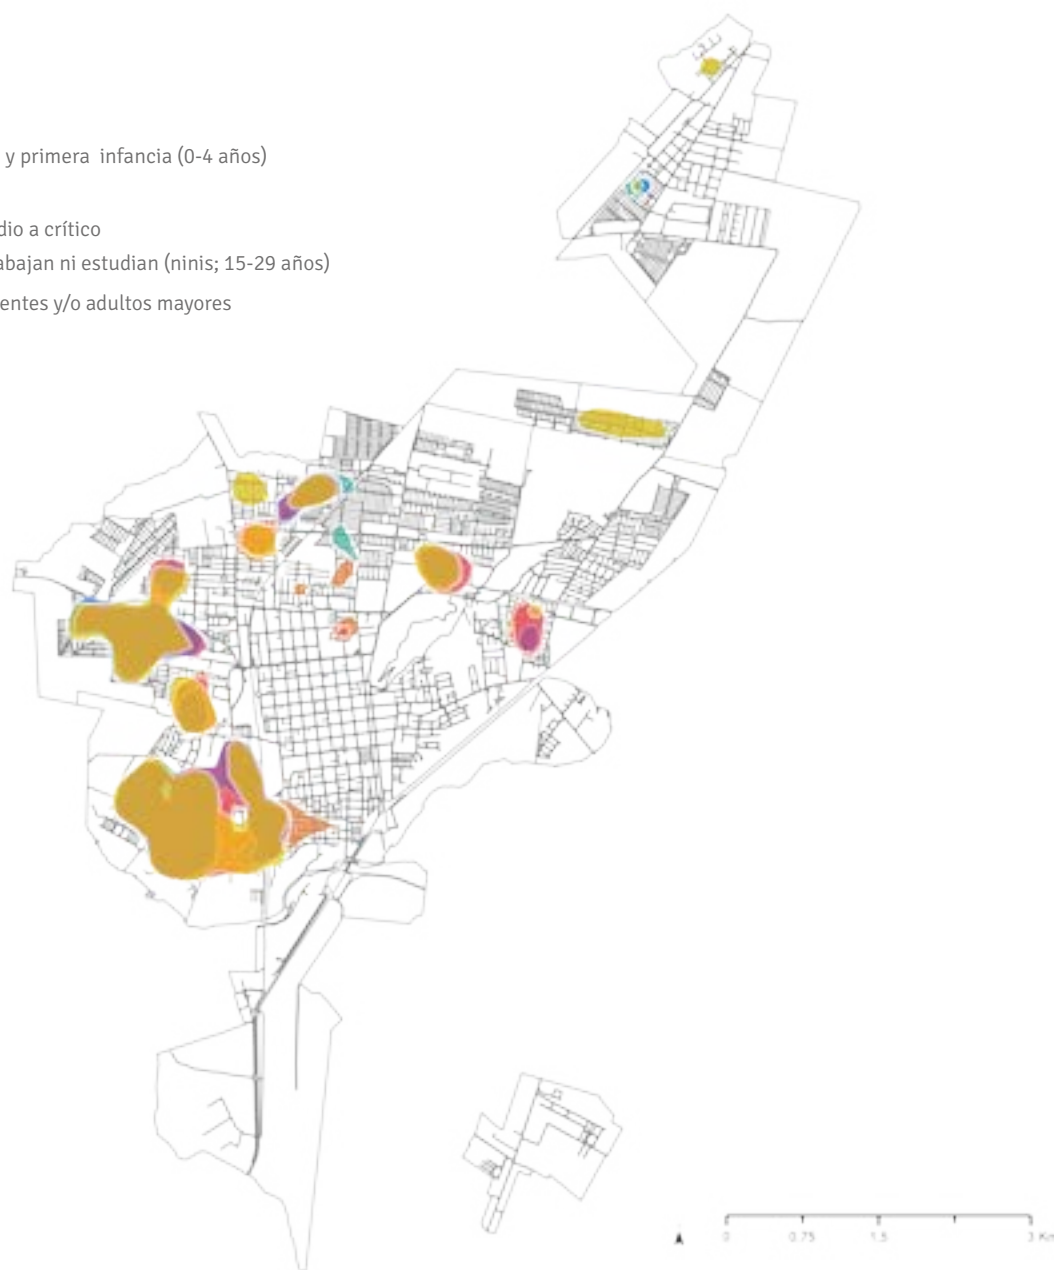 y primera infancia (0-4 años)
dio a crítico
abajan ni estudian (ninis; 15-29 años)
entes y/o adultos mayores
0 0.75 1.5 3 Km